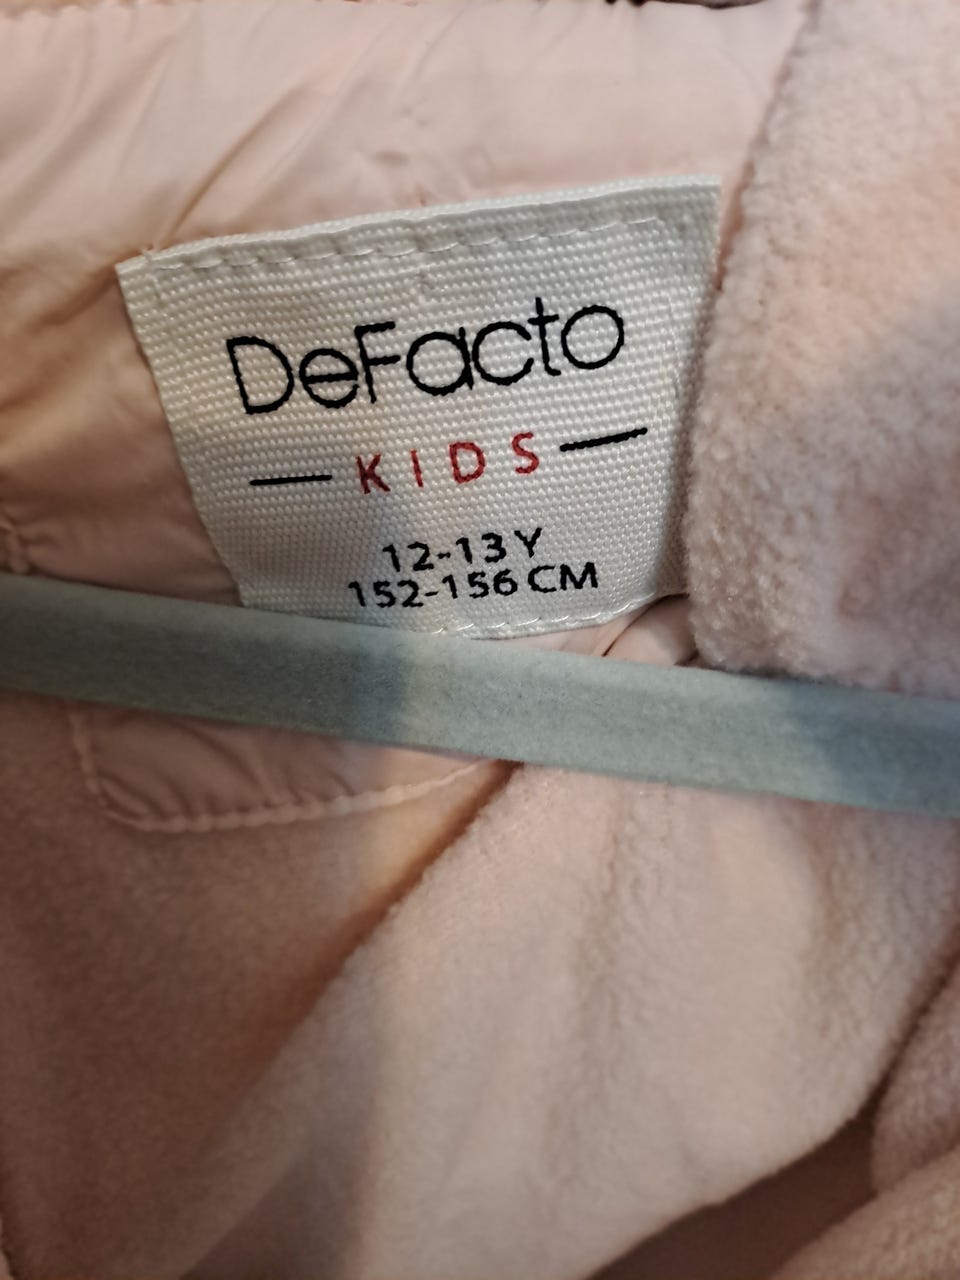 DeFacto
KIDS
12-13 Y
152-156 CM